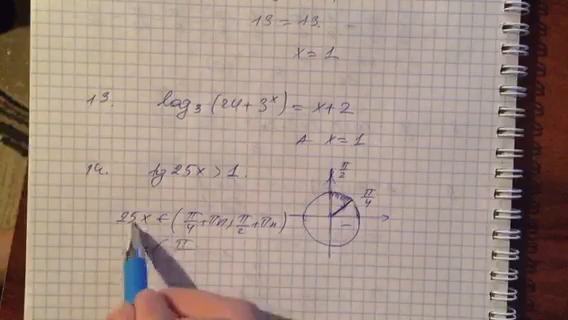 13 = 13.
x = 1
13. log₃(24+3ˣ) = x+2
A x = 1
14. tg 25x > 1.
π/2
π/4
25x ∈ (π/4+πn; π/2+πn)
(π